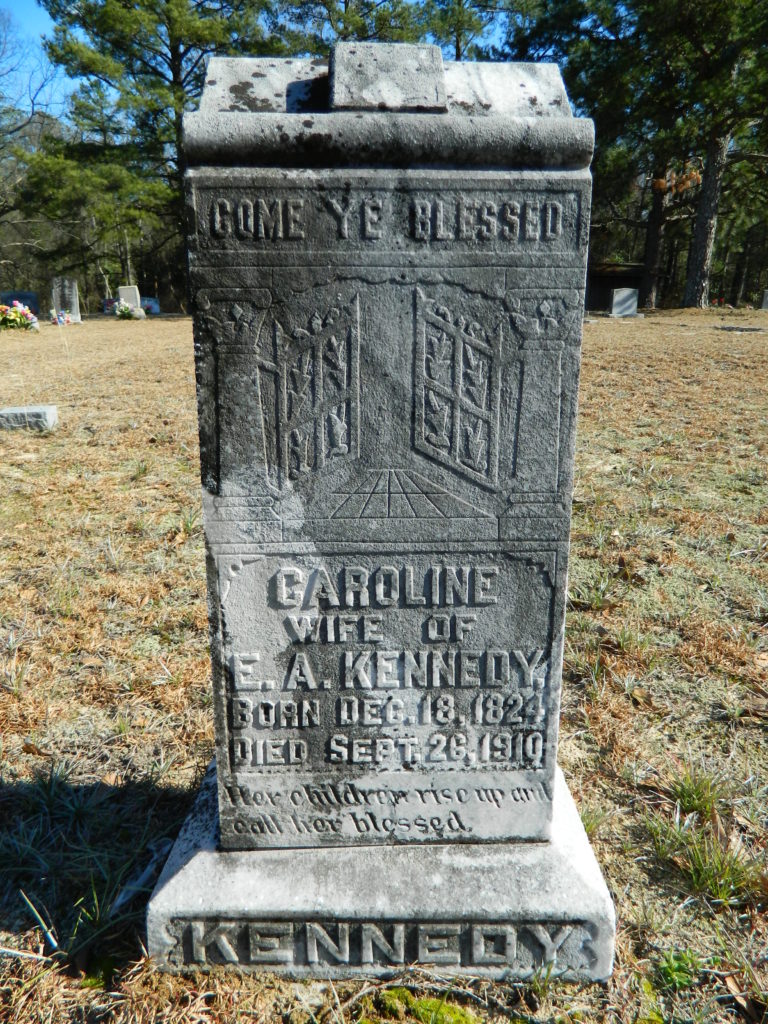 COME YE BLESSED
CAROLINE
WIFE OF
E. A. KENNEDY,
BORN DEC. 18, 1824
DIED SEPT. 26, 1910.
Her children rise up and
call her blessed.
KENNEDY